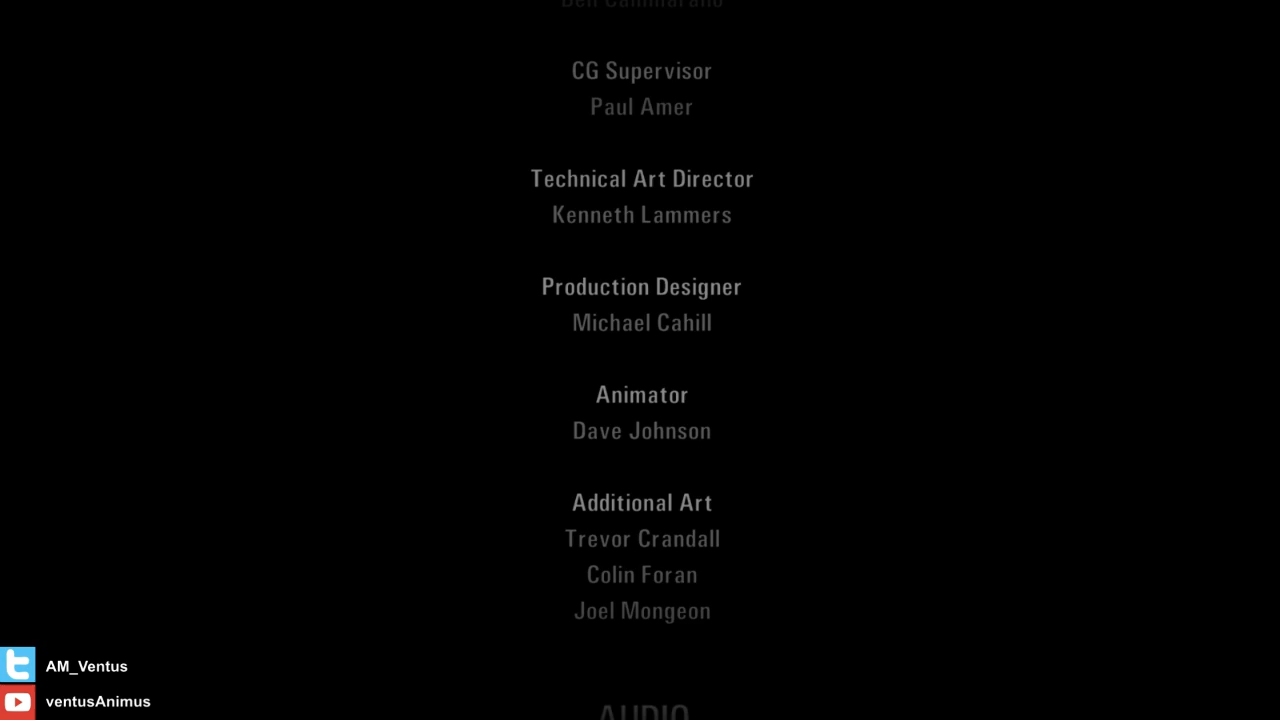 CG Supervisor
Paul Amer
Technical Art Director
Kenneth Lammers
Production Designer
Michael Cahill
Animator
Dave Johnson
Additional Art
Trevor Crandall
Colin Foran
Joel Mongeon
AM_Ventus
ventusAnimus
AUDIO